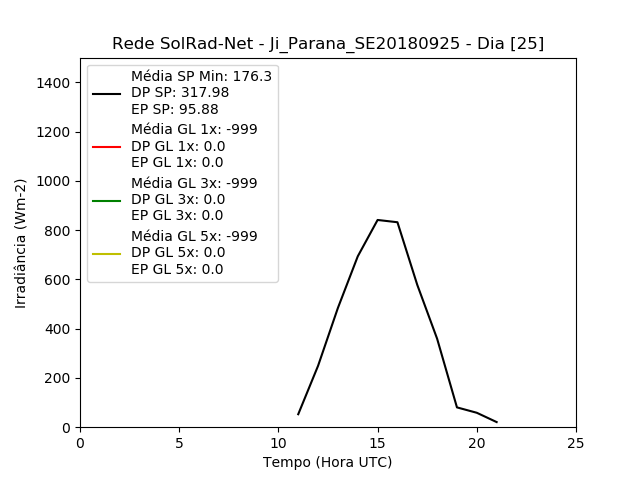 Rede SolRad-Net - Ji_Parana_SE20180925 - Dia [25]
Média SP Min: 176.3
DP SP: 317.98
EP SP: 95.88
Média GL 1x: -999
DP GL 1x: 0.0
EP GL 1x: 0.0
Média GL 3x: -999
DP GL 3x: 0.0
EP GL 3x: 0.0
Média GL 5x: -999
DP GL 5x: 0.0
EP GL 5x: 0.0
1400
1200
1000
800
600
400
200
0
Irradiância (Wm-2)
0 5 10 15 20 25
Tempo (Hora UTC)